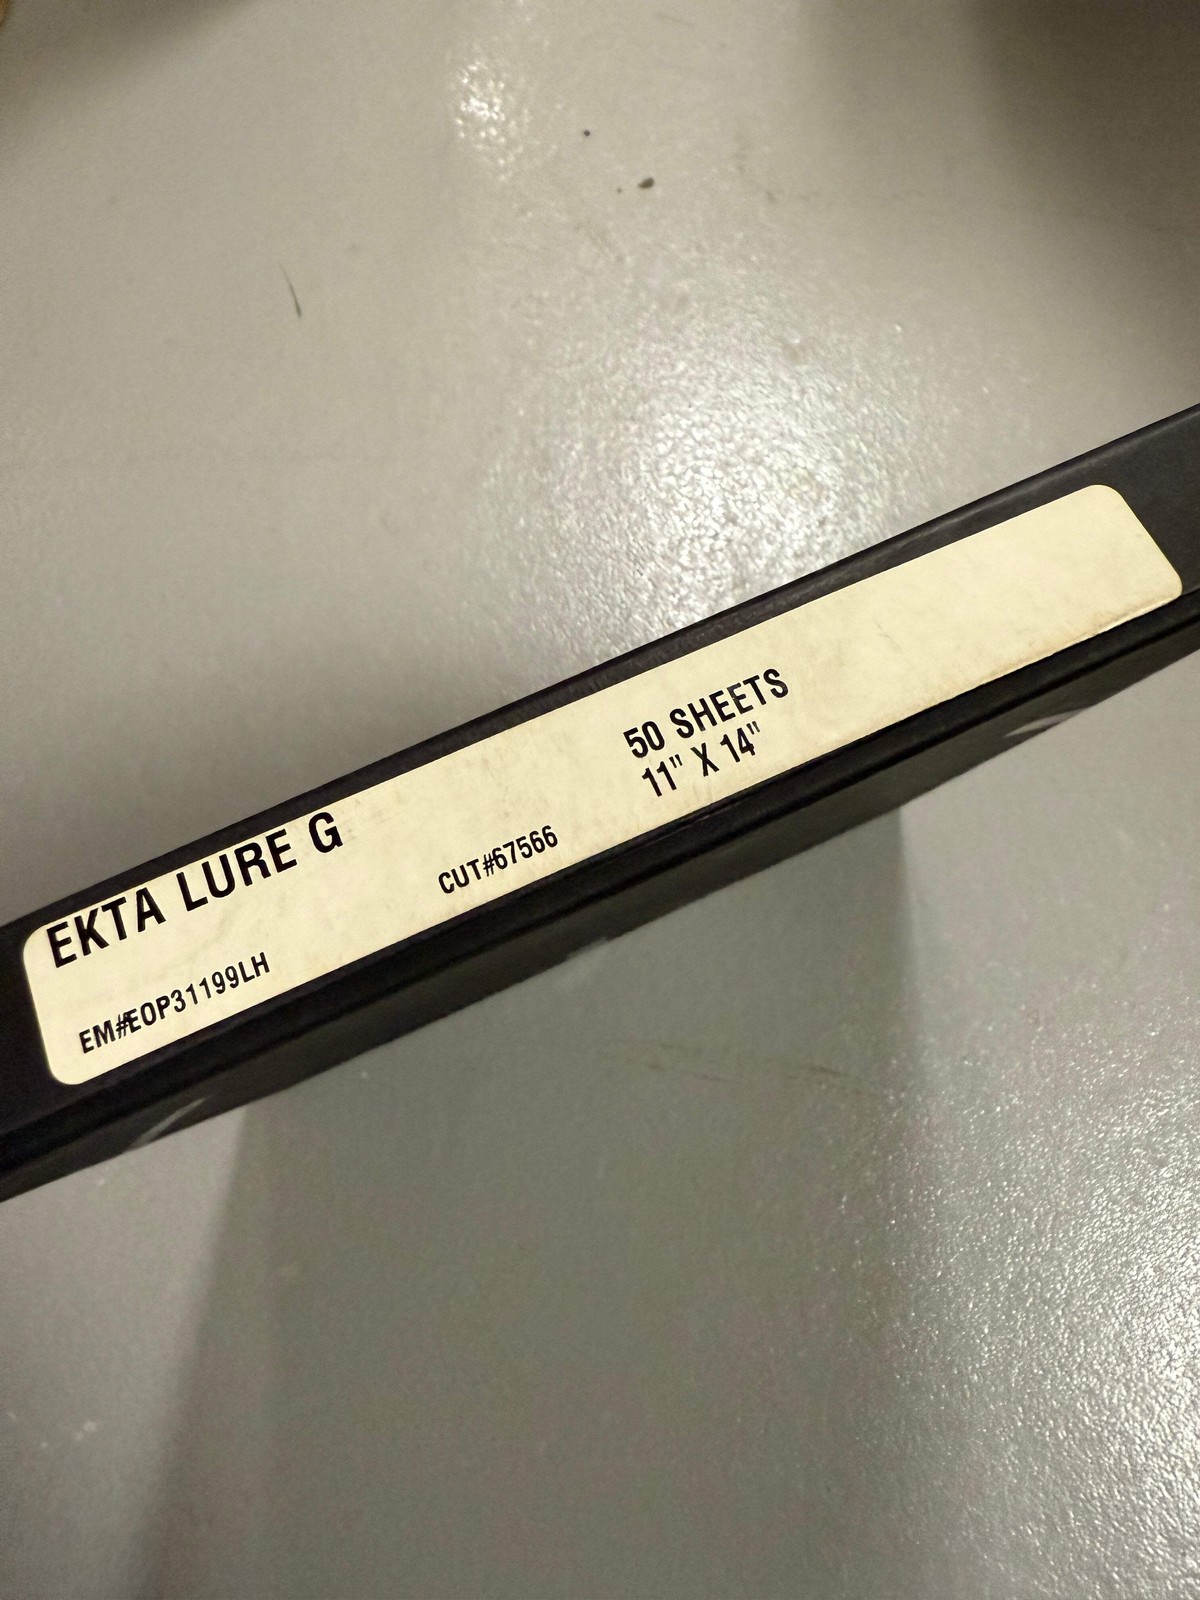 EKTA LURE G
50 SHEETS
11" X 14"
EM#EOP31199LH
CUT#67566